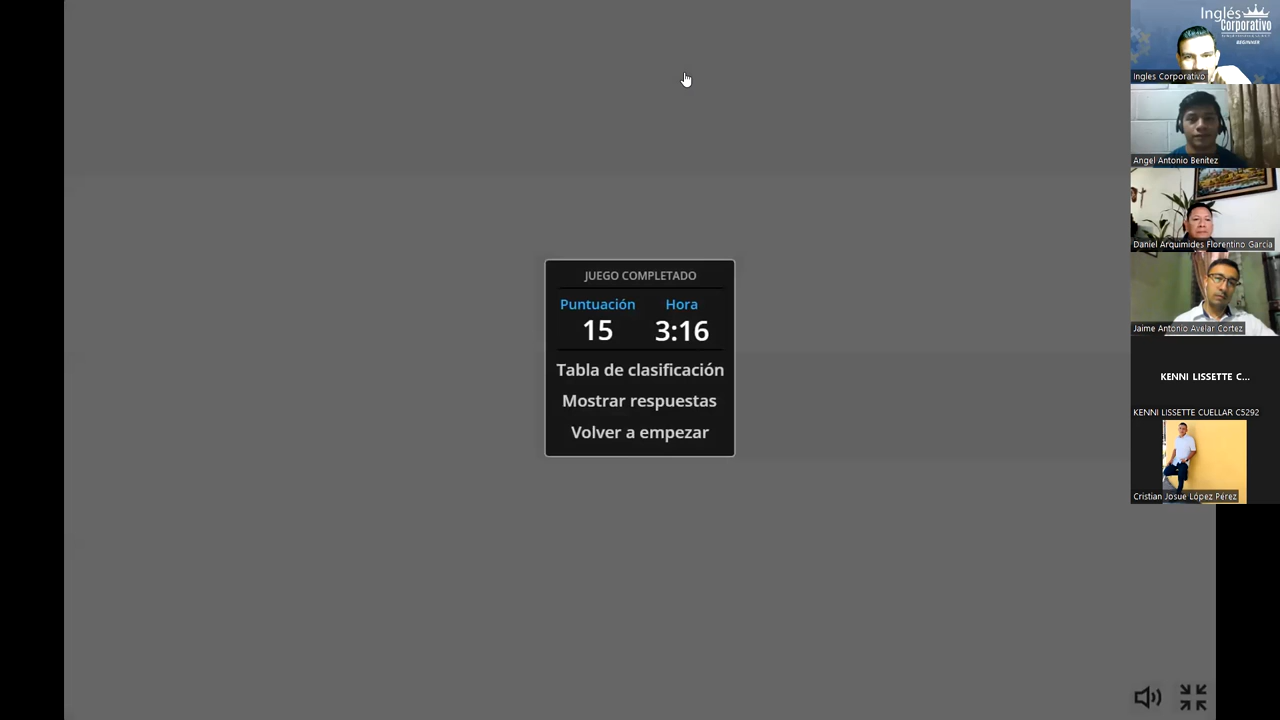 JUEGO COMPLETADO
Puntuación Hora
15 3:16
Tabla de clasificación
Mostrar respuestas
Volver a empezar
Inglés
Corporativo
BEGINNER
Ingles Corporativo
Angel Antonio Benitez
Daniel Arquimides Florentino Garcia
Jaime Antonio Avelar Cortez
KENNI LISSETTE C...
KENNI LISSETTE CUELLAR C5292
Cristian Josue López Pérez